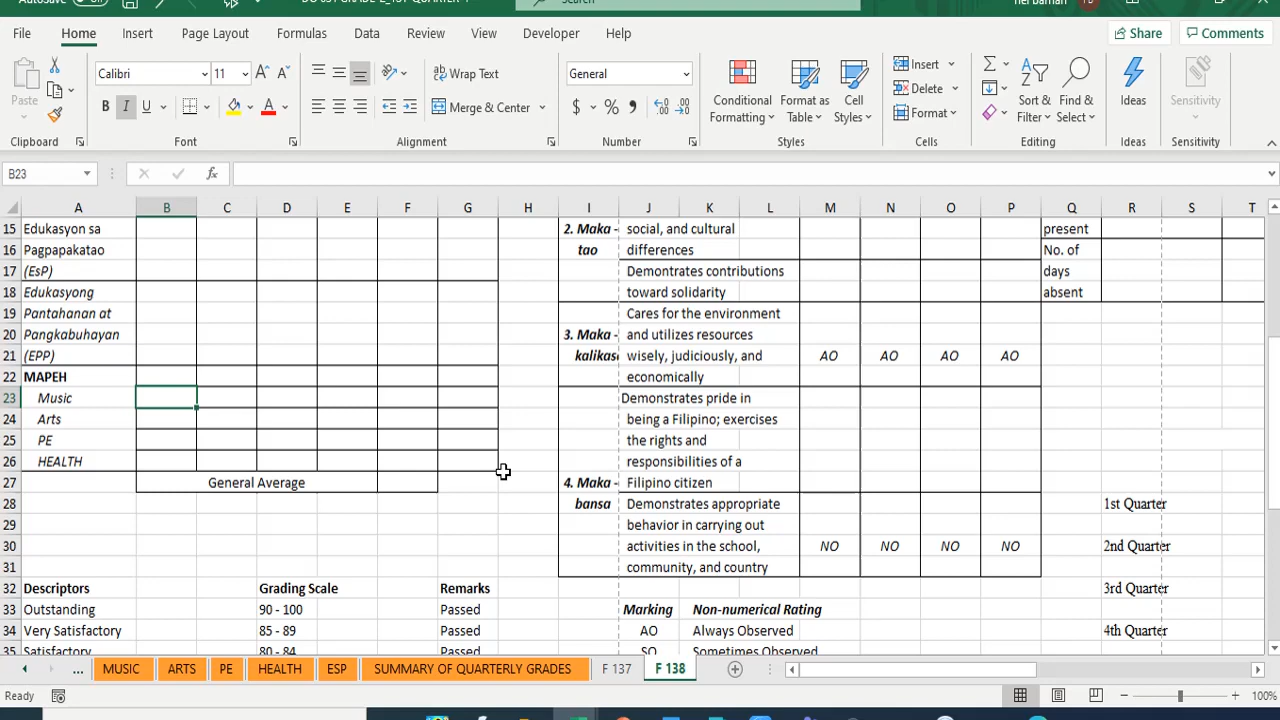 File Home Insert Page Layout Formulas Data Review View Developer Help Share Comments
Calibri 11 Wrap Text General
Paste B I U Merge & Center $ % Conditional Formatting Format as Table Cell Styles Insert Delete Format Sort & Filter Find & Select Ideas Sensitivity
Clipboard Font Alignment Number Styles Cells Editing Ideas Sensitivity
B23 fx
A B C D E F G H I J K L M N O P Q R S T
15 Edukasyon sa 2. Maka - social, and cultural present
16 Pagpapakatao tao differences No. of
17 (EsP) Demontrates contributions days
18 Edukasyong toward solidarity absent
19 Pantahanan at Cares for the environment
20 Pangkabuhayan 3. Maka - and utilizes resources
21 (EPP) wisely, judiciously, and AO AO AO AO
22 MAPEH economically
23 Music Demonstrates pride in
24 Arts being a Filipino; exercises
25 PE the rights and
26 HEALTH responsibilities of a
27 General Average 4. Maka - Filipino citizen
28 bansa Demonstrates appropriate 1st Quarter
29 behavior in carrying out
30 activities in the school, NO NO NO NO 2nd Quarter
31 community, and country
32 Descriptors Grading Scale Remarks 3rd Quarter
33 Outstanding 90 - 100 Passed Marking Non-numerical Rating
34 Very Satisfactory 85 - 89 Passed AO Always Observed 4th Quarter
35 Satisfactory 80 - 84 Passed SO Sometimes Observed
... MUSIC ARTS PE HEALTH ESP SUMMARY OF QUARTERLY GRADES F 137 F 138
Ready 100%